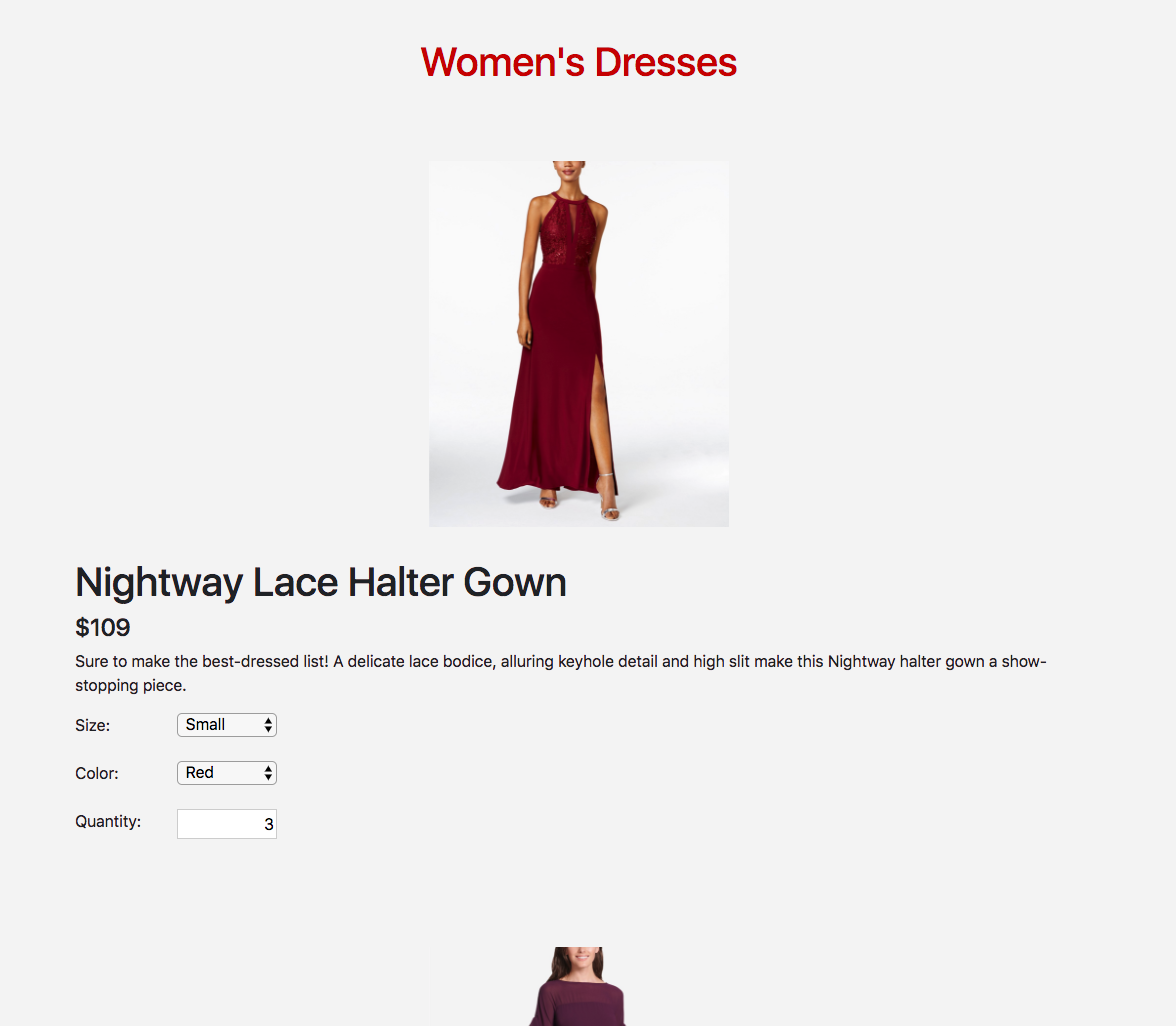 Women's Dresses
Nightway Lace Halter Gown
$109
Sure to make the best-dressed list! A delicate lace bodice, alluring keyhole detail and high slit make this Nightway halter gown a show-
stopping piece.
Size: Small
Color: Red
Quantity: 3